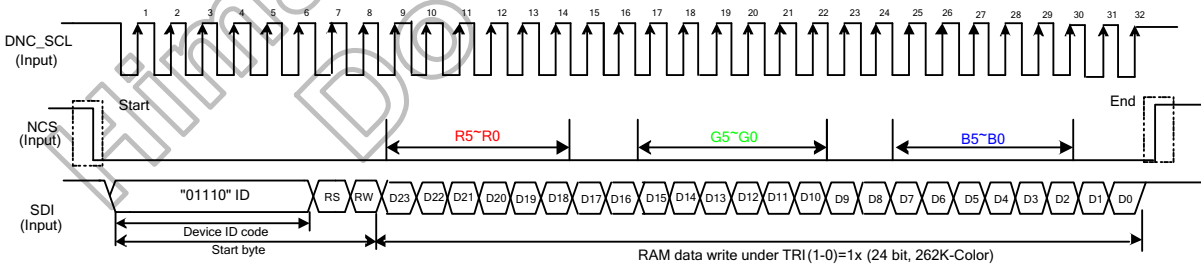 1 2 3 4 5 6 7 8 9 10 11 12 13 14 15 16 17 18 19 20 21 22 23 24 25 26 27 28 29 30 31 32
DNC_SCL
(Input)
Start
End
NCS
(Input)
R5~R0
G5~G0
B5~B0
"01110" ID
RS
RW
D23 D22 D21 D20 D19 D18 D17 D16 D15 D14 D13 D12 D11 D10 D9 D8 D7 D6 D5 D4 D3 D2 D1 D0
SDI
(Input)
Device ID code
Start byte
RAM data write under TRI(1-0)=1x (24 bit, 262K-Color)
Himax
Do